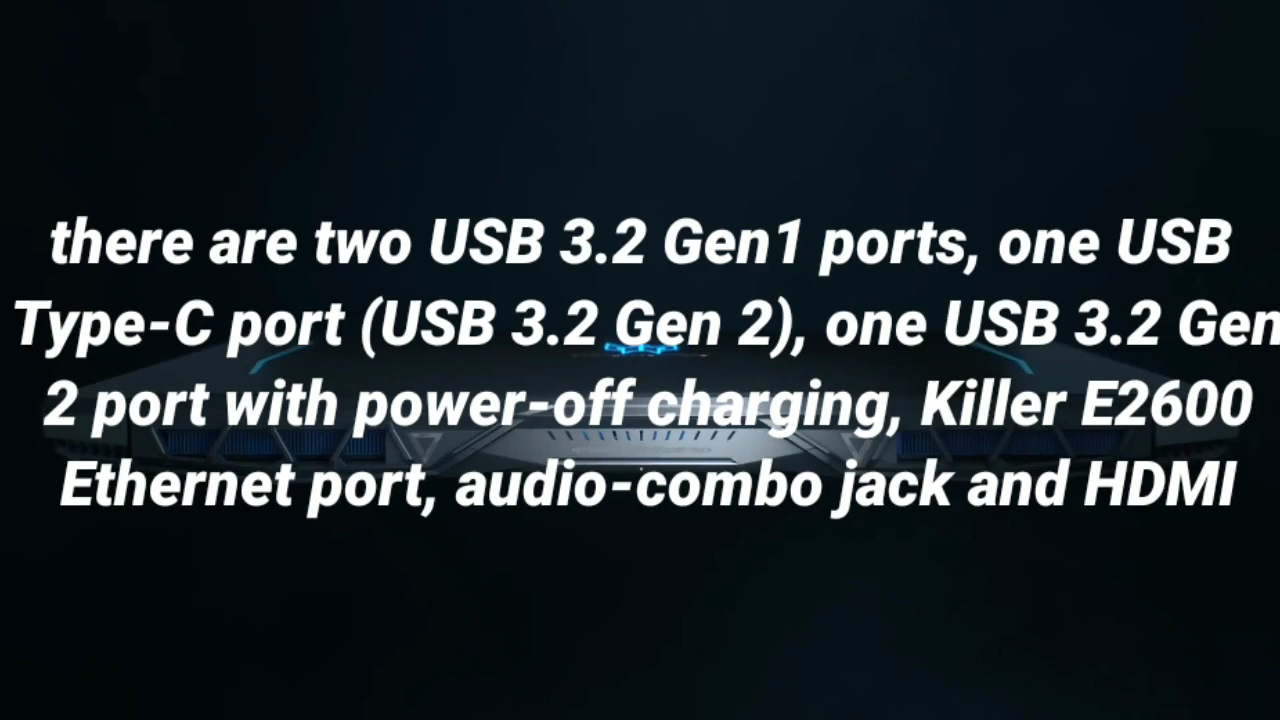 there are two USB 3.2 Gen1 ports, one USB
Type-C port (USB 3.2 Gen 2), one USB 3.2 Gen
2 port with power-off charging, Killer E2600
Ethernet port, audio-combo jack and HDMI